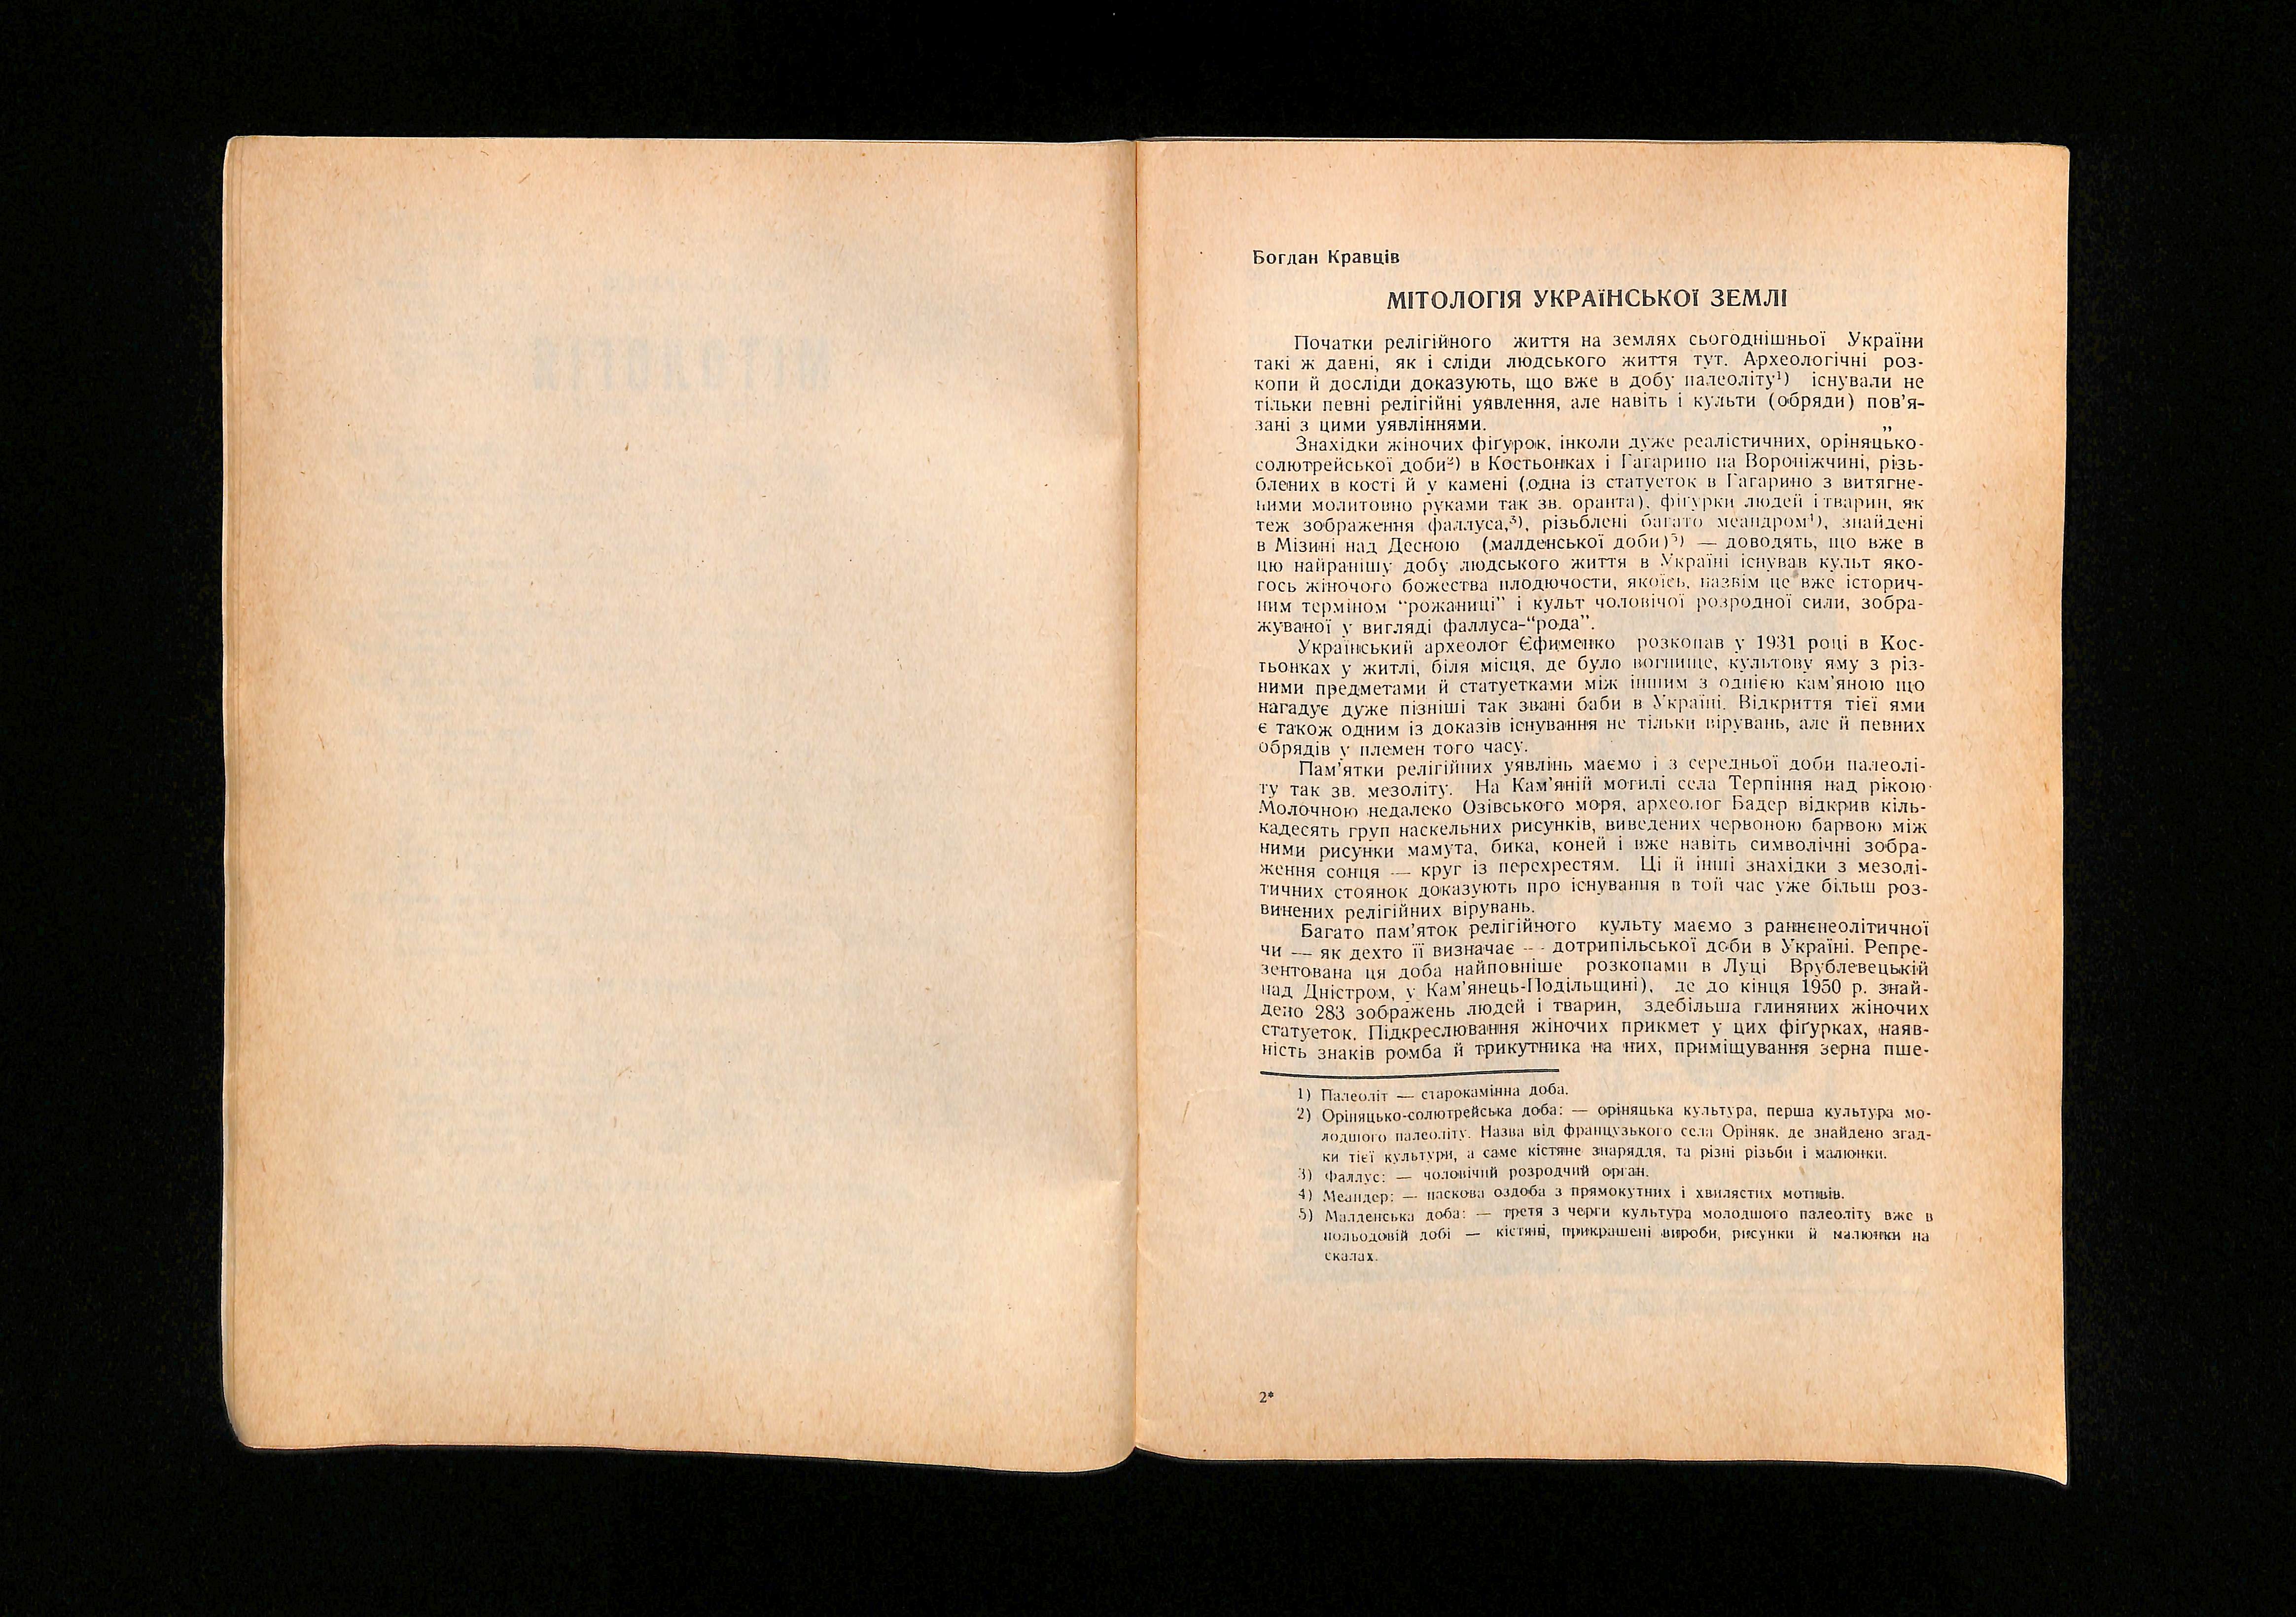 Богдан Кравців
МІТОЛОГІЯ УКРАЇНСЬКОЇ ЗЕМЛІ
Початки релігійного життя на землях сьогоднішньої України
такі ж давні, як і сліди людського життя тут. Археологічні роз-
копи й досліди доказують, що вже в добу палеоліту¹) існували не
тільки певні релігійні уявлення, але навіть і культи (обряди) пов’я-
зані з цими уявліннями. „
Знахідки жіночих фіґурок, інколи дуже реалістичних, оріняцько-
солютрейської доби²) в Костьонках і Гагарино на Вороніжчині, різь-
блених в кості й у камені (одна із статуеток в Гагарино з витягне-
ними молитовно руками так зв. оранта), фіґурки людей і тварин, як
теж зображення фаллуса,³), різьблені багато меандром⁴), знайдені
в Мізині над Десною (малденської доби)⁵) — доводять, що вже в
цю найранішу добу людського життя в Україні існував культ яко-
гось жіночого божества плодючости, якоїсь, назвім це вже історич-
ним терміном “рожаниці” і культ чоловічої розродної сили, зобра-
жуваної у вигляді фаллуса-“рода”.
Український археолог Єфименко розкопав у 1931 році в Кос-
тьонках у житлі, біля місця, де було вогнище, культову яму з різ-
ними предметами й статуетками між іншим з однією кам’яною що
нагадує дуже пізніші так звані баби в Україні. Відкриття тієї ями
є також одним із доказів існування не тільки вірувань, але й певних
обрядів у племен того часу.
Пам’ятки релігійних уявлінь маємо і з середньої доби палеолі-
ту так зв. мезоліту. На Кам’яній могилі села Терпіння над рікою
Молочною недалеко Озівського моря, археолог Бадер відкрив кіль-
кадесять груп наскельних рисунків, виведених червоною барвою між
ними рисунки мамута, бика, коней і вже навіть символічні зобра-
ження сонця — круг із перехрестям. Ці й інші знахідки з мезолі-
тичних стоянок доказують про існування в той час уже більш роз-
винених релігійних вірувань.
Багато пам’яток релігійного культу маємо з раннєнеолітичної
чи — як дехто її визначає -- дотрипільської доби в Україні. Репре-
зентована ця доба найповніше розкопами в Луці Врублевецькій
над Дністром, у Кам’янець-Подільщині), де до кінця 1950 р. знай-
дено 283 зображень людей і тварин, здебільша глиняних жіночих
статуеток. Підкреслювання жіночих прикмет у цих фіґурках, наяв-
ність знаків ромба й трикутника на них, приміщування зерна пше-
1) Палеоліт — старокамінна доба.
2) Оріняцько-солютрейська доба: — оріняцька культура, перша культура мо-
лодшого палеоліту. Назва від французького села Оріняк, де знайдено згад-
ки тієї культури, а саме кістяне знаряддя, та різні різьби і малюнки.
3) Фаллус: — чоловічий розродчий орган.
4) Меандер: — паскова оздоба з прямокутних і хвилястих мотивів.
5) Малденська доба: — третя з черги культура молодшого палеоліту вже в
польодовій добі — кістяні, прикрашені вироби, рисунки й малюнки на
скалах.
2*